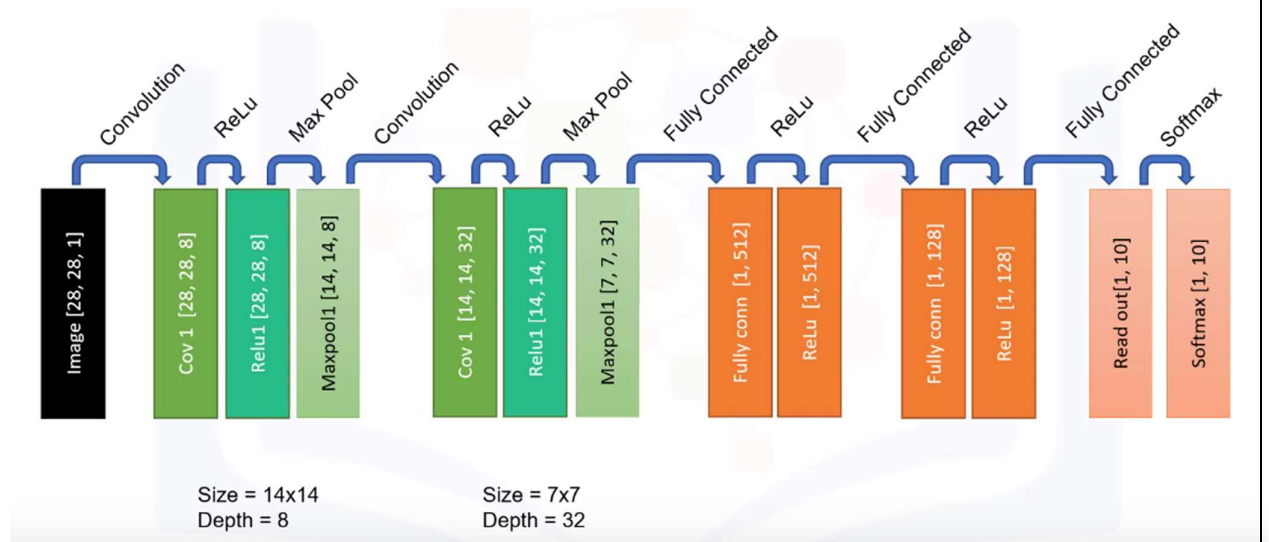 Convolution
ReLu
Max Pool
Convolution
ReLu
Max Pool
Fully Connected
ReLu
Fully Connected
ReLu
Fully Connected
Softmax
Image [28, 28, 1]
Cov 1 [28, 28, 8]
Relu1 [28, 28, 8]
Maxpool1 [14, 14, 8]
Cov 1 [14, 14, 32]
Relu1 [14, 14, 32]
Maxpool1 [7, 7, 32]
Fully conn [1, 512]
ReLu [1, 512]
Fully conn [1, 128]
ReLu [1, 128]
Read out[1, 10]
Softmax [1, 10]
Size = 14x14
Depth = 8
Size = 7x7
Depth = 32